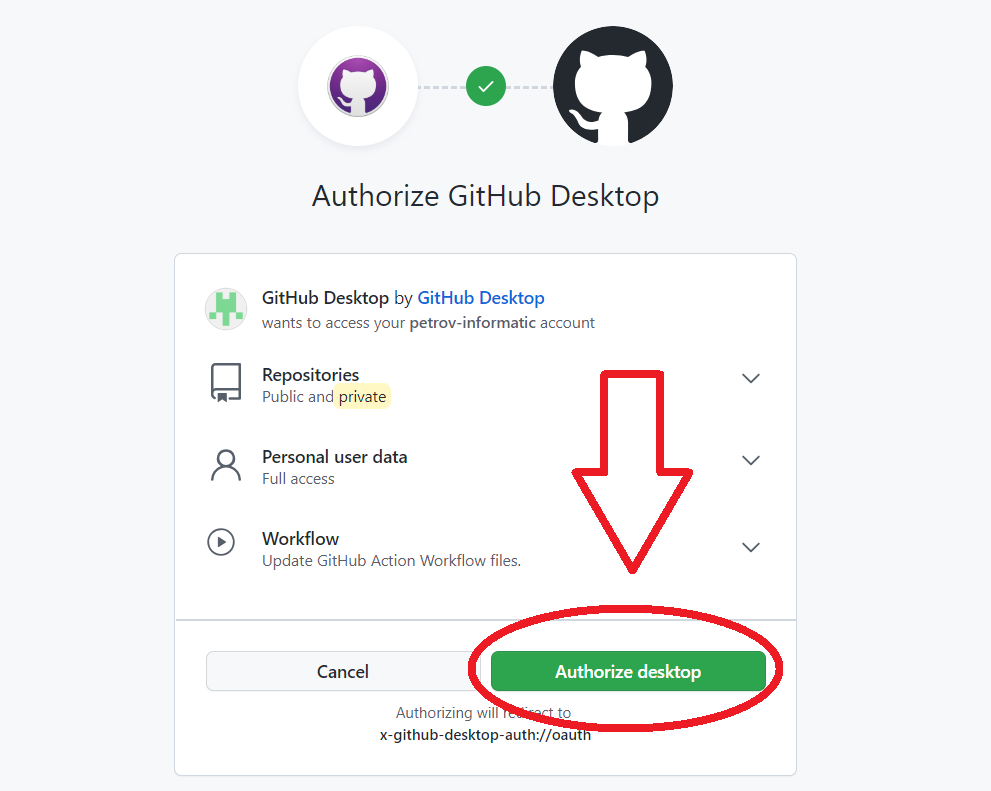 Authorize GitHub Desktop
GitHub Desktop by GitHub Desktop
wants to access your petrov-informatic account
Repositories
Public and private
Personal user data
Full access
Workflow
Update GitHub Action Workflow files.
Cancel
Authorize desktop
Authorizing will redirect to
x-github-desktop-auth://oauth